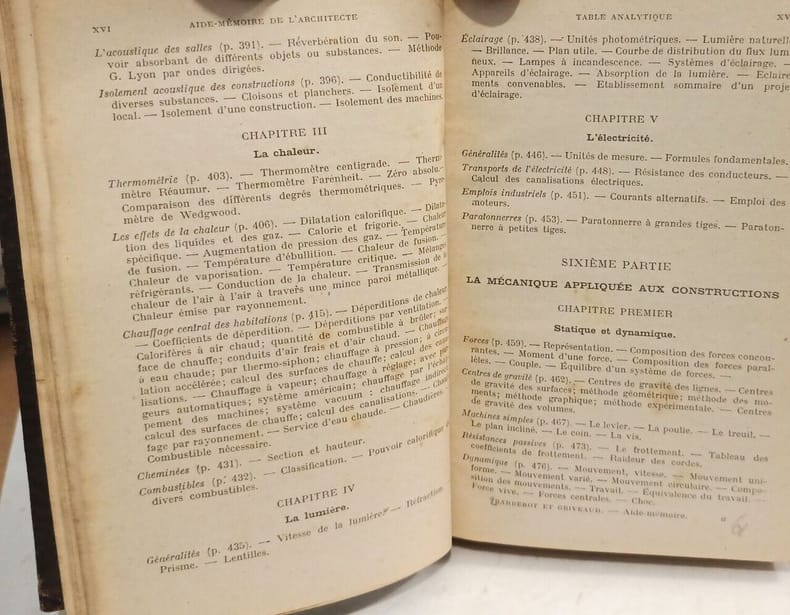 XVI
AIDE-MÉMOIRE DE L'ARCHITECTE
L'acoustique des salles (p. 391). — Réverbération du son. — Pou-
voir absorbant de différents objets ou substances. — Méthode
G. Lyon par ondes dirigées.
Isolement acoustique des constructions (p. 396). — Conductibilité de
diverses substances. — Cloisons et planchers. — Isolement d'un
local. — Isolement d'une construction. — Isolement des machines.
CHAPITRE III
La chaleur.
Thermométrie (p. 403). — Thermomètre centigrade. — Thermo-
mètre Réaumur. — Thermomètre Farenheit. — Zéro absolu. —
Comparaison des différents degrés thermométriques. — Pyro-
mètre de Wedgwood.
Les effets de la chaleur (p. 406). — Dilatation calorifique. — Dilata-
tion des liquides et des gaz. — Calorie et frigorie. — Chaleur
spécifique. — Augmentation de pression des gaz. — Température
de fusion. — Température d'ébullition. — Chaleur de fusion. —
Chaleur de vaporisation. — Température critique. — Mélanges
réfrigérants. — Conduction de la chaleur. — Transmission de la
chaleur de l'air à l'air à travers une mince paroi métallique. —
Chaleur émise par rayonnement.
Chauffage central des habitations (p. 415). — Déperditions de chaleur.
— Coefficients de déperdition. — Déperditions par ventilation. —
Calorifères à air chaud; quantité de combustible à brûler; sur-
face de chauffe; conduits d'air frais et d'air chaud. — Chauffage
à eau chaude; par thermo-siphon; chauffage à pression; à circu-
lation accélérée; calcul des surfaces de chauffe; calcul des cana-
lisations. — Chauffage à vapeur; chauffage à réglage; avec pur-
geurs automatiques; système américain; chauffage par l'échap-
pement des machines; système vacuum; chauffage indirect;
calcul des surfaces de chauffe; calcul des canalisations. — Chauf-
fage par rayonnement. — Service d'eau chaude. — Chaudières. —
Combustible nécessaire.
Cheminées (p. 431). — Section et hauteur.
Combustibles (p. 432). — Classification. — Pouvoir calorifique de
divers combustibles.
CHAPITRE IV
La lumière.
Généralités (p. 435). — Vitesse de la lumière. — Réfraction.
Prisme. — Lentilles.
TABLE ANALYTIQUE
XV
Éclairage (p. 438). — Unités photométriques. — Lumière naturelle
— Brillance. — Plan utile. — Courbe de distribution du flux lum
neux. — Lampes à incandescence. — Systèmes d'éclairage. —
Appareils d'éclairage. — Absorption de la lumière. — Éclaire
ments convenables. — Etablissement sommaire d'un proje
d'éclairage.
CHAPITRE V
L'électricité.
Généralités (p. 446). — Unités de mesure. — Formules fondamentales.
Transports de l'électricité (p. 448). — Résistance des conducteurs. —
Calcul des canalisations électriques.
Emplois industriels (p. 451). — Courants alternatifs. — Emploi des
moteurs.
Paratonnerres (p. 453). — Paratonnerre à grandes tiges. — Paraton-
nerre à petites tiges.
SIXIÈME PARTIE
LA MÉCANIQUE APPLIQUÉE AUX CONSTRUCTIONS
CHAPITRE PREMIER
Statique et dynamique.
Forces (p. 459). — Représentation. — Composition des forces concou-
rantes. — Moment d'une force. — Composition des forces paral-
lèles. — Couple. — Équilibre d'un système de forces. —
Centres de gravité (p. 462). — Centres de gravité des lignes. — Centres
de gravité des surfaces; méthode géométrique; méthode des mo-
ments; méthode graphique; méthode expérimentale. — Centres
de gravité des volumes.
Machines simples (p. 467). — Le levier. — La poulie. — Le treuil. —
Le plan incliné. — Le coin. — La vis.
Résistances passives (p. 473). — Le frottement. — Tableau des
coefficients de frottement. — Raideur des cordes.
Dynamique (p. 476). — Mouvement, vitesse. — Mouvement uni-
forme. — Mouvement varié. — Mouvement circulaire. — Compo-
sition des mouvements. — Travail. — Équivalence du travail. —
Force vive. — Forces centrales. — Choc.
ET GRIVEAUD. — Aide-mémoire.